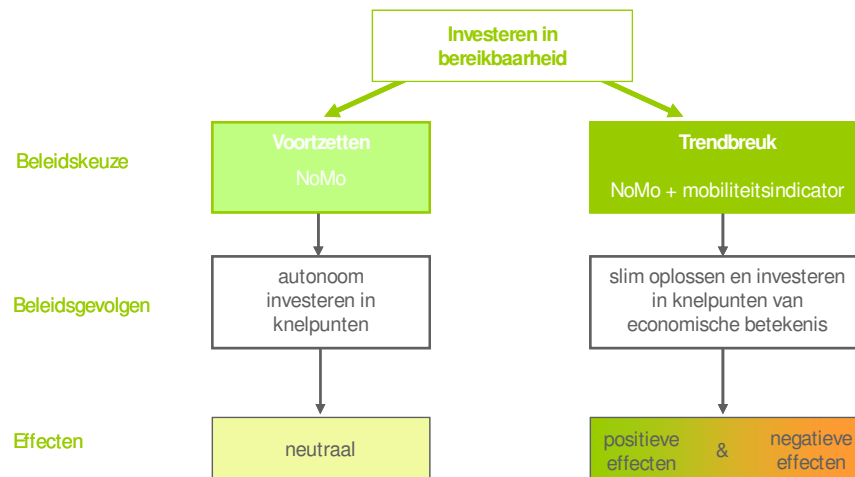 Investeren in
bereikbaarheid
Beleidskeuze
Voortzetten
NoMo
Trendbreuk
NoMo + mobiliteitsindicator
Beleidsgevolgen
autonoom
investeren in
knelpunten
slim oplossen en investeren
in knelpunten van
economische betekenis
Effecten
neutraal
positieve
effecten
&
negatieve
effecten